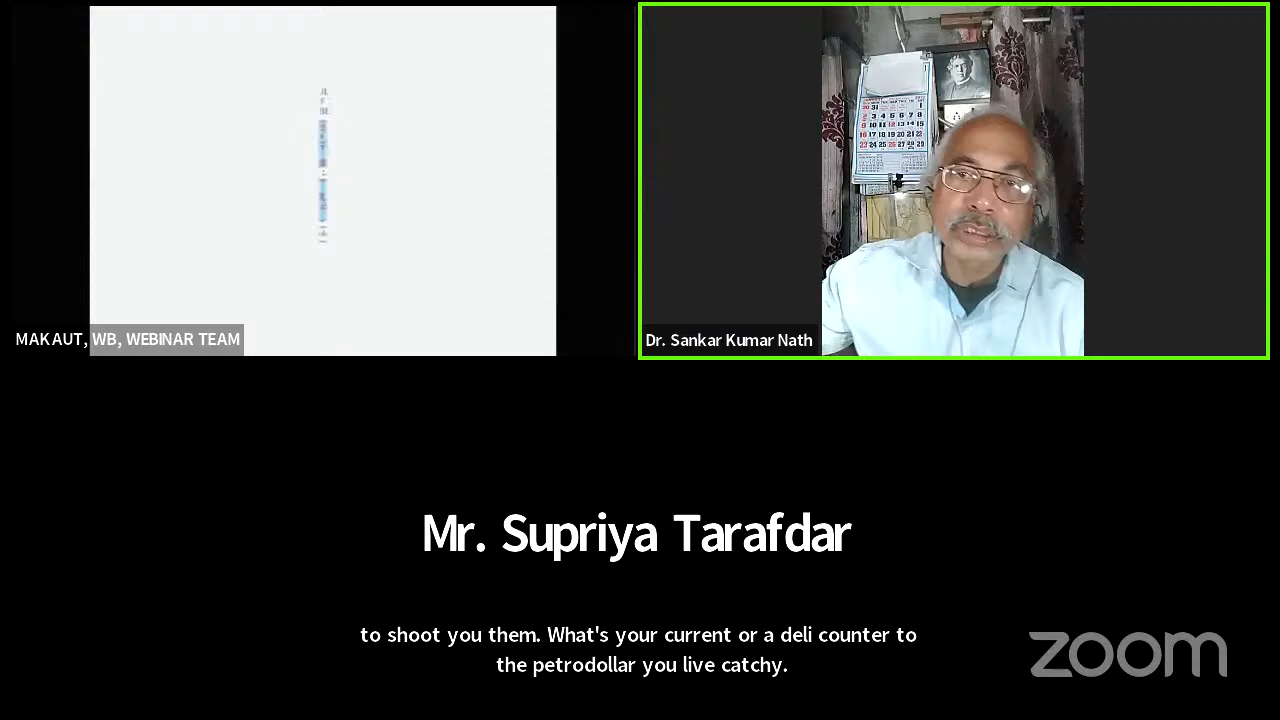 MAKAUT, WB, WEBINAR TEAM
Dr. Sankar Kumar Nath
Mr. Supriya Tarafdar
to shoot you them. What's your current or a deli counter to
the petrodollar you live catchy.
zoom